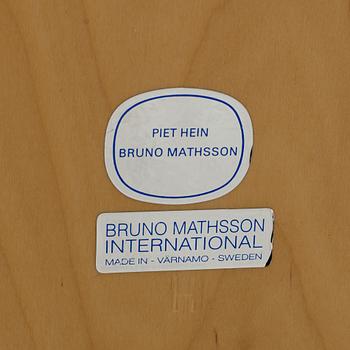 PIET HEIN
BRUNO MATHSSON
BRUNO MATHSSON
INTERNATIONAL
MADE IN - VÄRNAMO - SWEDEN